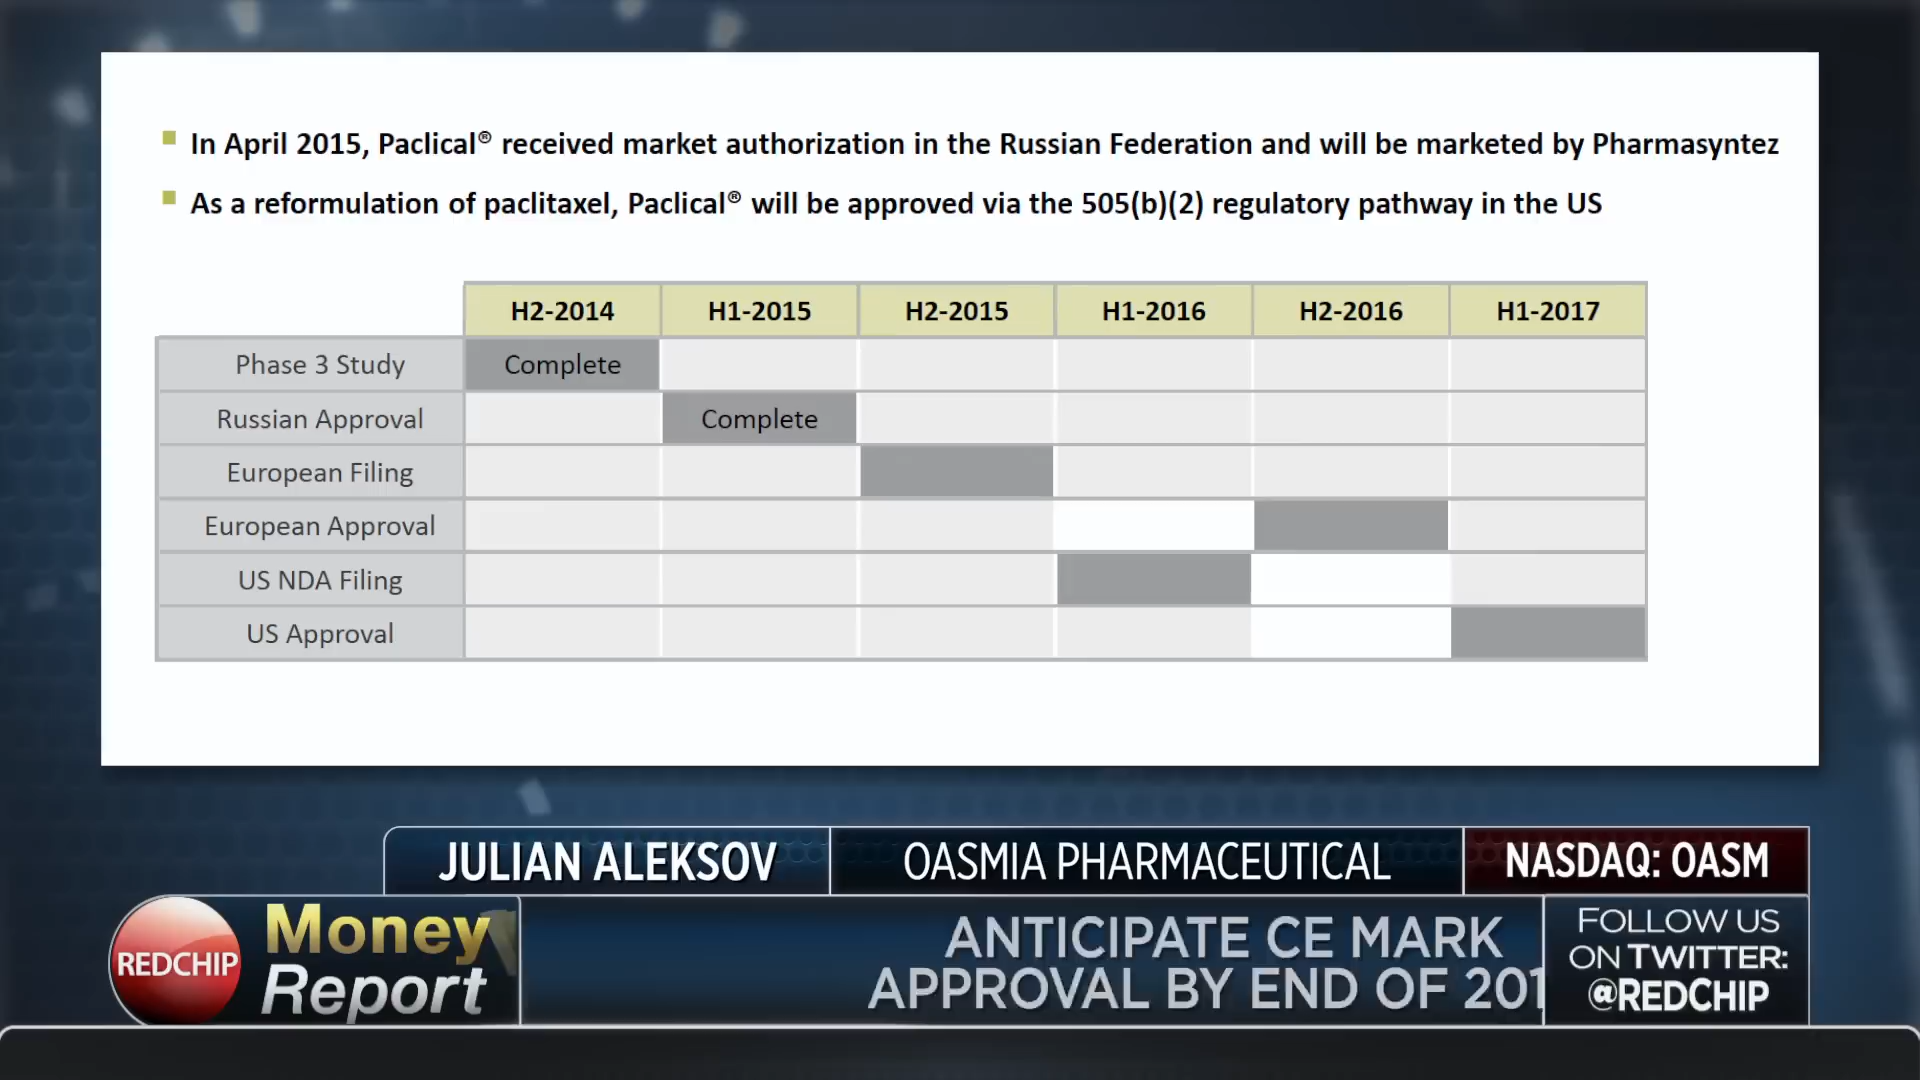 In April 2015, Paclical® received market authorization in the Russian Federation and will be marketed by Pharmasyntez
As a reformulation of paclitaxel, Paclical® will be approved via the 505(b)(2) regulatory pathway in the US
H2-2014 H1-2015 H2-2015 H1-2016 H2-2016 H1-2017
Phase 3 Study Complete
Russian Approval Complete
European Filing
European Approval
US NDA Filing
US Approval
JULIAN ALEKSOV OASMIA PHARMACEUTICAL NASDAQ: OASM
REDCHIP
Money
Report
ANTICIPATE CE MARK
APPROVAL BY END OF
FOLLOW US
ON TWITTER:
@REDCHIP